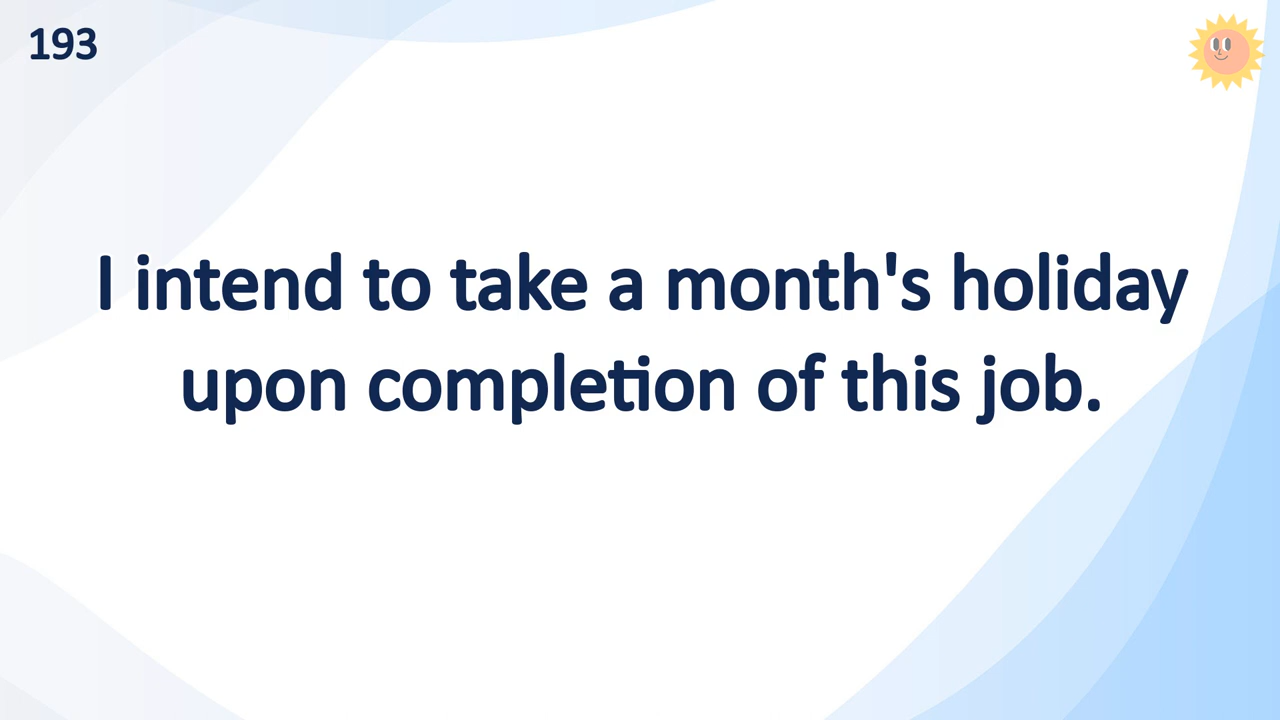 193
I intend to take a month's holiday
upon completion of this job.